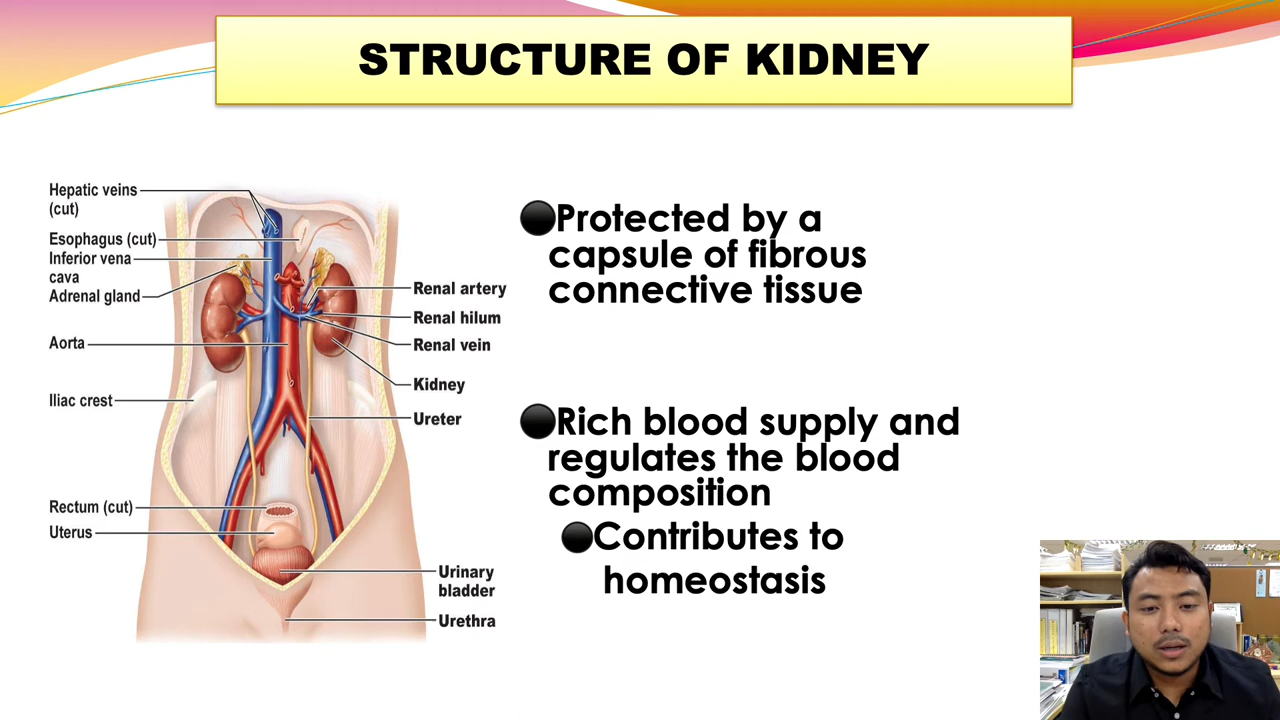 STRUCTURE OF KIDNEY
Hepatic veins
(cut)
Esophagus (cut)
Inferior vena
cava
Adrenal gland
Aorta
Iliac crest
Rectum (cut)
Uterus
Renal artery
Renal hilum
Renal vein
Kidney
Ureter
Urinary
bladder
Urethra
Protected by a
capsule of fibrous
connective tissue
Rich blood supply and
regulates the blood
composition
Contributes to
homeostasis